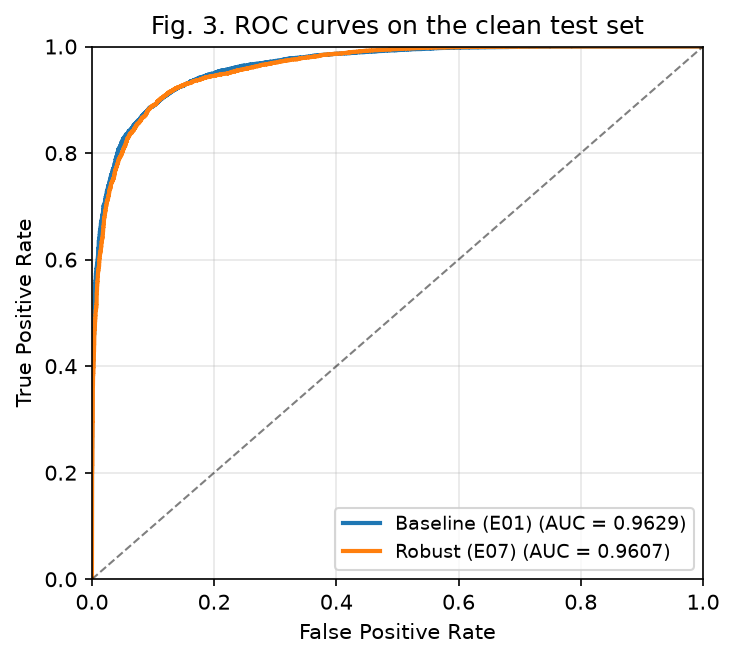 Fig. 3. ROC curves on the clean test set
1.0
0.8
0.6
0.4
0.2
0.0
True Positive Rate
Baseline (E01) (AUC = 0.9629)
Robust (E07) (AUC = 0.9607)
0.0 0.2 0.4 0.6 0.8 1.0
False Positive Rate